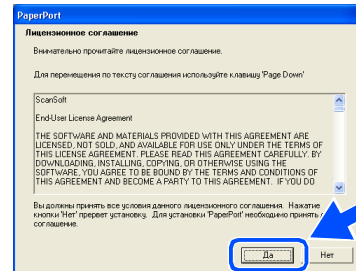 PaperPort
Лицензионное соглашение
Внимательно прочитайте лицензионное соглашение.
Для перемещения по тексту соглашения используйте клавишу 'Page Down'
ScanSoft
End-User License Agreement
THE SOFTWARE AND MATERIALS PROVIDED WITH THIS AGREEMENT ARE
LICENSED, NOT SOLD, AND AVAILABLE FOR USE ONLY UNDER THE TERMS OF
THIS LICENSE AGREEMENT. PLEASE READ THIS AGREEMENT CAREFULLY. BY
DOWNLOADING, INSTALLING, COPYING, OR OTHERWISE USING THE
SOFTWARE, YOU AGREE TO BE BOUND BY THE TERMS AND CONDITIONS OF
THIS AGREEMENT AND BECOME A PARTY TO THIS AGREEMENT. IF YOU DO
Вы должны принять все условия данного лицензионного соглашения. Нажатие
кнопки 'Нет' прервет установку. Для установки 'PaperPort' необходимо принять
соглашение.
Да
Нет